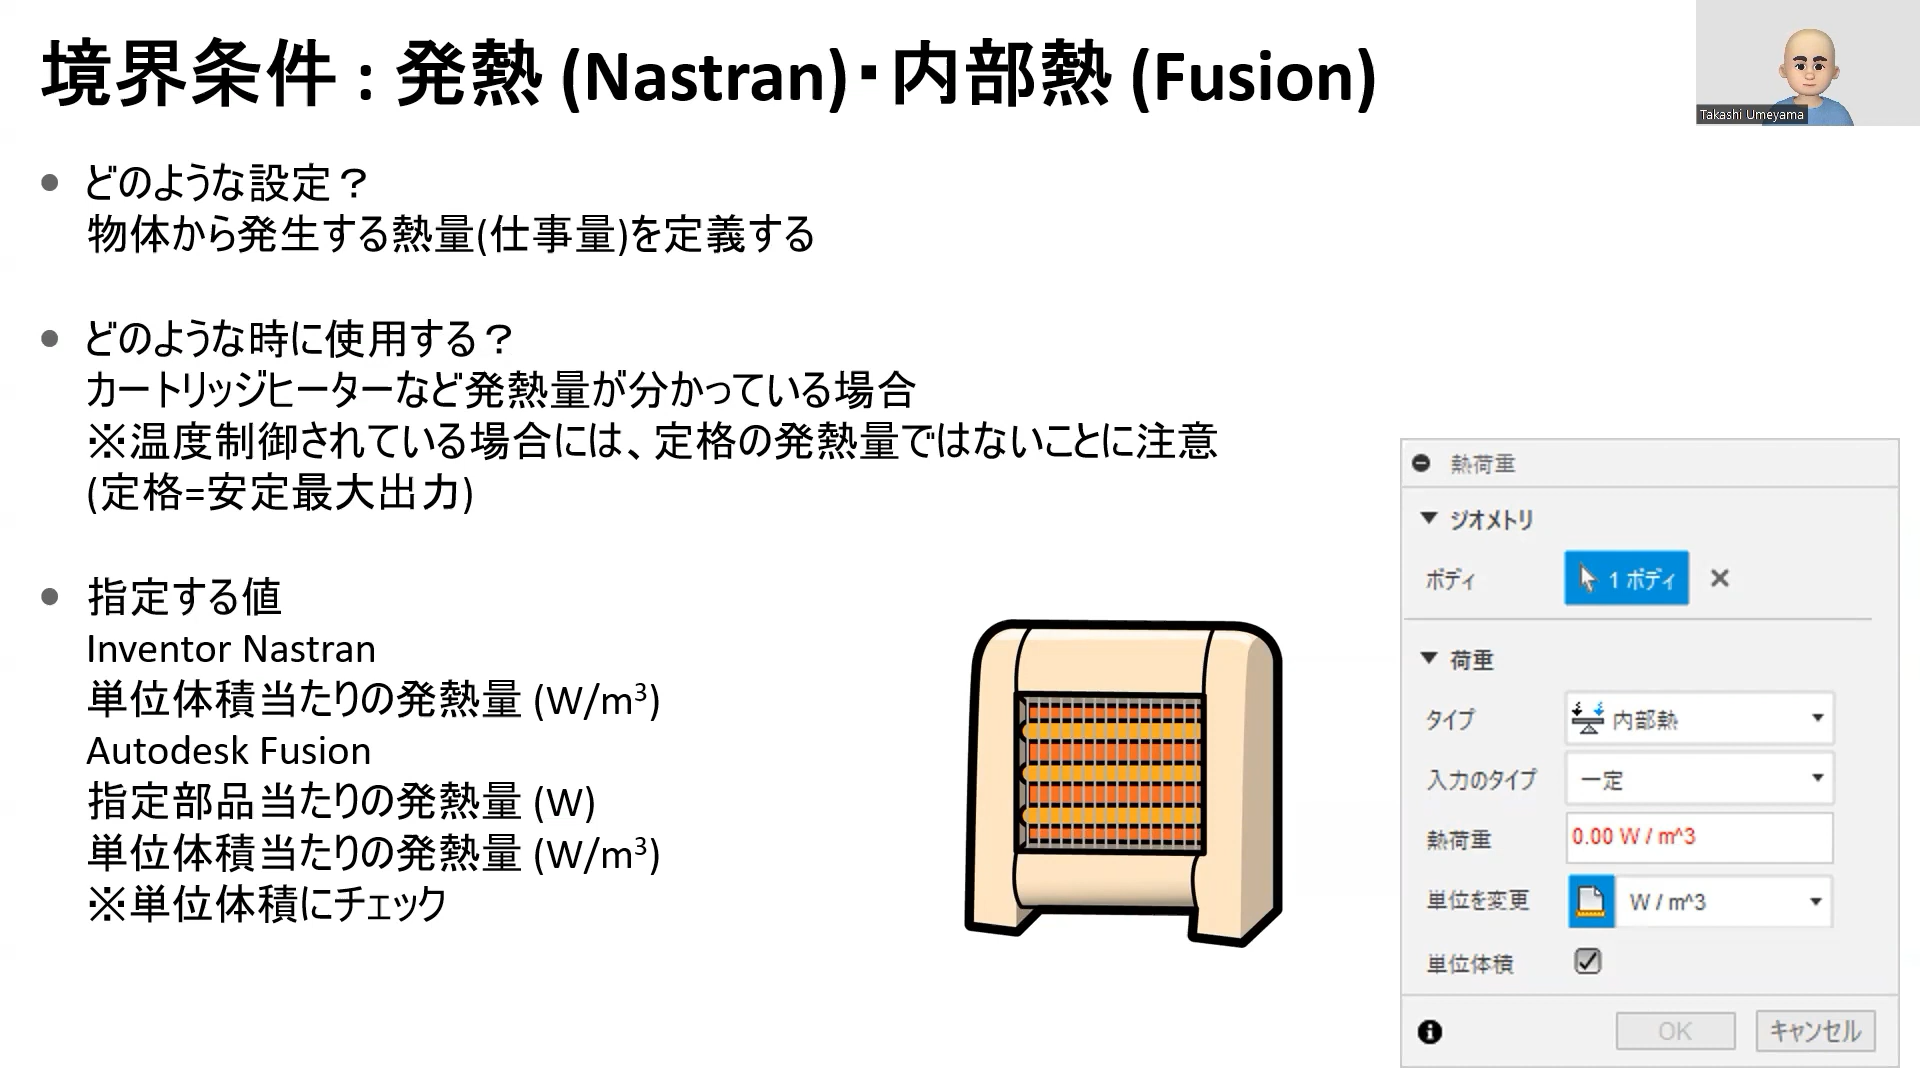 境界条件 : 発熱 (Nastran)・内部熱 (Fusion)
Takashi Umeyama
● どのような設定？
物体から発生する熱量(仕事量)を定義する
● どのような時に使用する？
カートリッジヒーターなど発熱量が分かっている場合
※温度制御されている場合には、定格の発熱量ではないことに注意
(定格=安定最大出力)
● 指定する値
Inventor Nastran
単位体積当たりの発熱量 (W/m³)
Autodesk Fusion
指定部品当たりの発熱量 (W)
単位体積当たりの発熱量 (W/m³)
※単位体積にチェック
熱荷重
▼ ジオメトリ
ボディ 1 ボディ ×
▼ 荷重
タイプ 内部熱
入力のタイプ 一定
熱荷重 0.00 W / m^3
単位を変更 W / m^3
単位体積
OK キャンセル